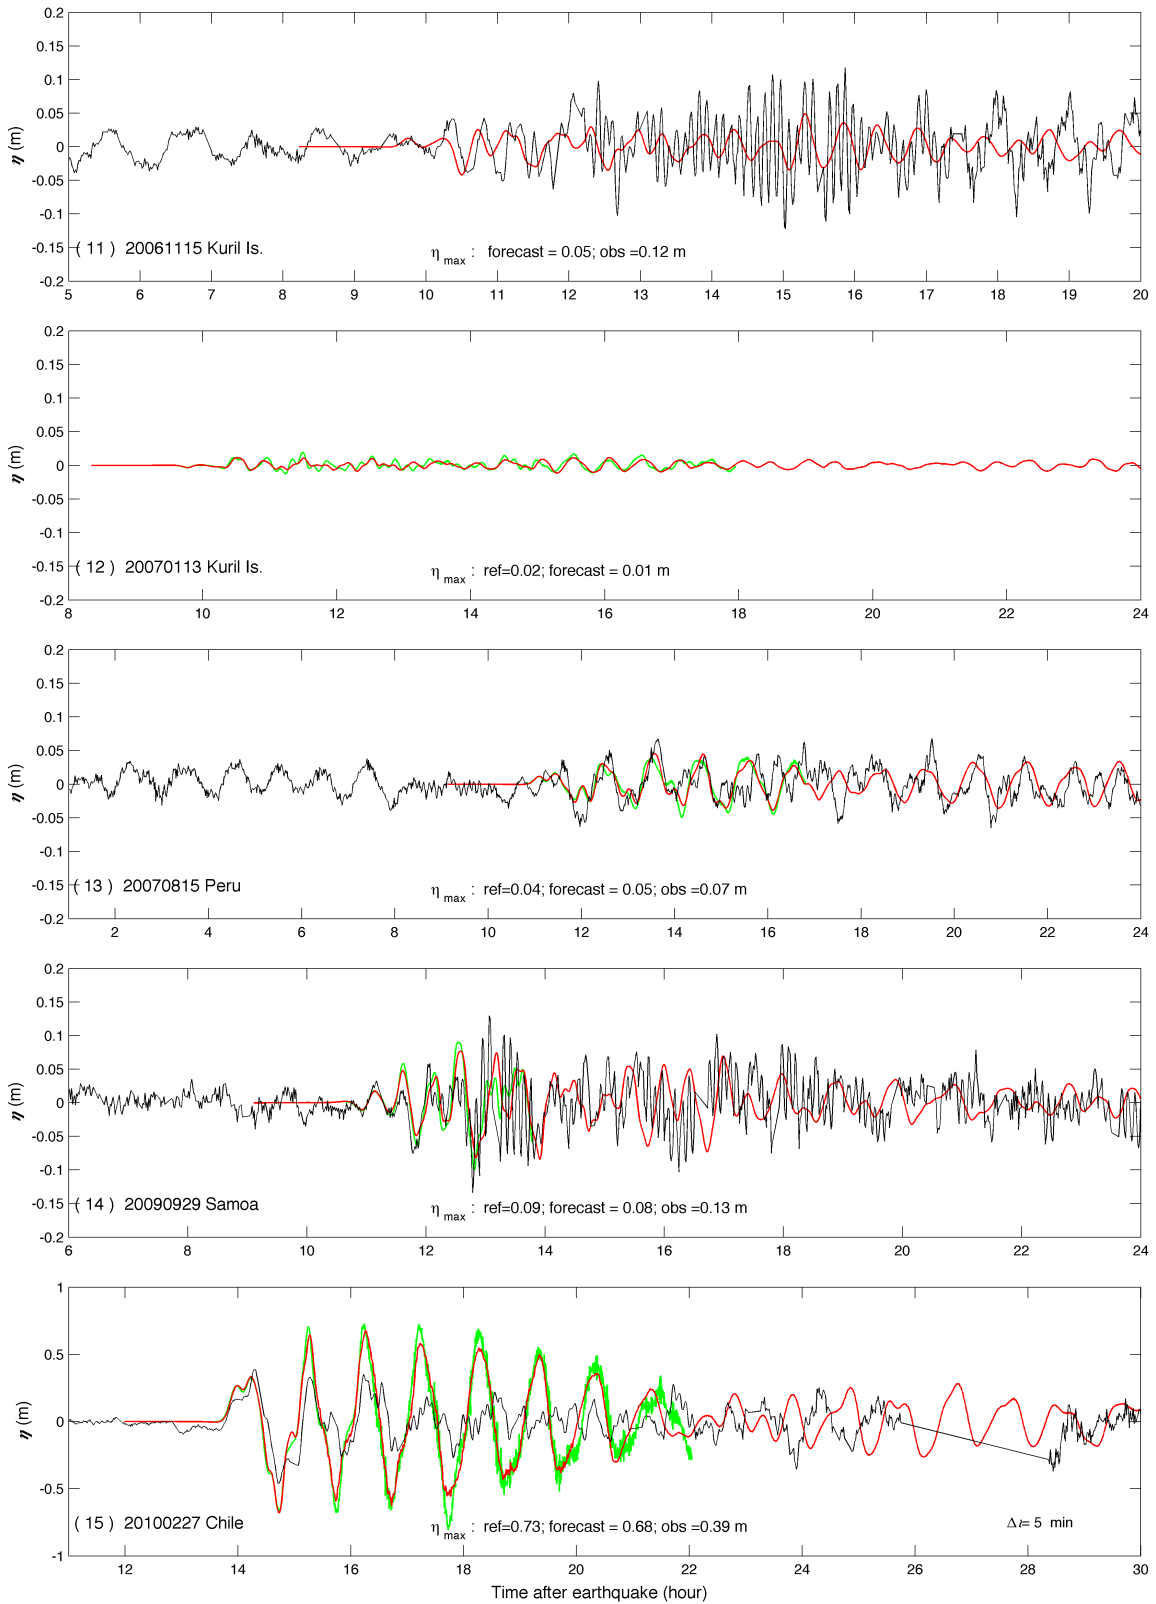 0.2
0.15
0.1
0.05
0
-0.05
-0.1
-0.15
-0.2
η (m)
( 11 ) 20061115 Kuril Is.
η max : forecast = 0.05; obs =0.12 m
5 6 7 8 9 10 11 12 13 14 15 16 17 18 19 20
0.2
0.15
0.1
0.05
0
-0.05
-0.1
-0.15
-0.2
η (m)
( 12 ) 20070113 Kuril Is.
η max : ref=0.02; forecast = 0.01 m
8 10 12 14 16 18 20 22 24
0.2
0.15
0.1
0.05
0
-0.05
-0.1
-0.15
-0.2
η (m)
( 13 ) 20070815 Peru
η max : ref=0.04; forecast = 0.05; obs =0.07 m
2 4 6 8 10 12 14 16 18 20 22 24
0.2
0.15
0.1
0.05
0
-0.05
-0.1
-0.15
-0.2
η (m)
( 14 ) 20090929 Samoa
η max : ref=0.09; forecast = 0.08; obs =0.13 m
6 8 10 12 14 16 18 20 22 24
1
0.5
0
-0.5
-1
η (m)
( 15 ) 20100227 Chile
η max : ref=0.73; forecast = 0.68; obs =0.39 m
Δt= 5 min
12 14 16 18 20 22 24 26 28 30
Time after earthquake (hour)